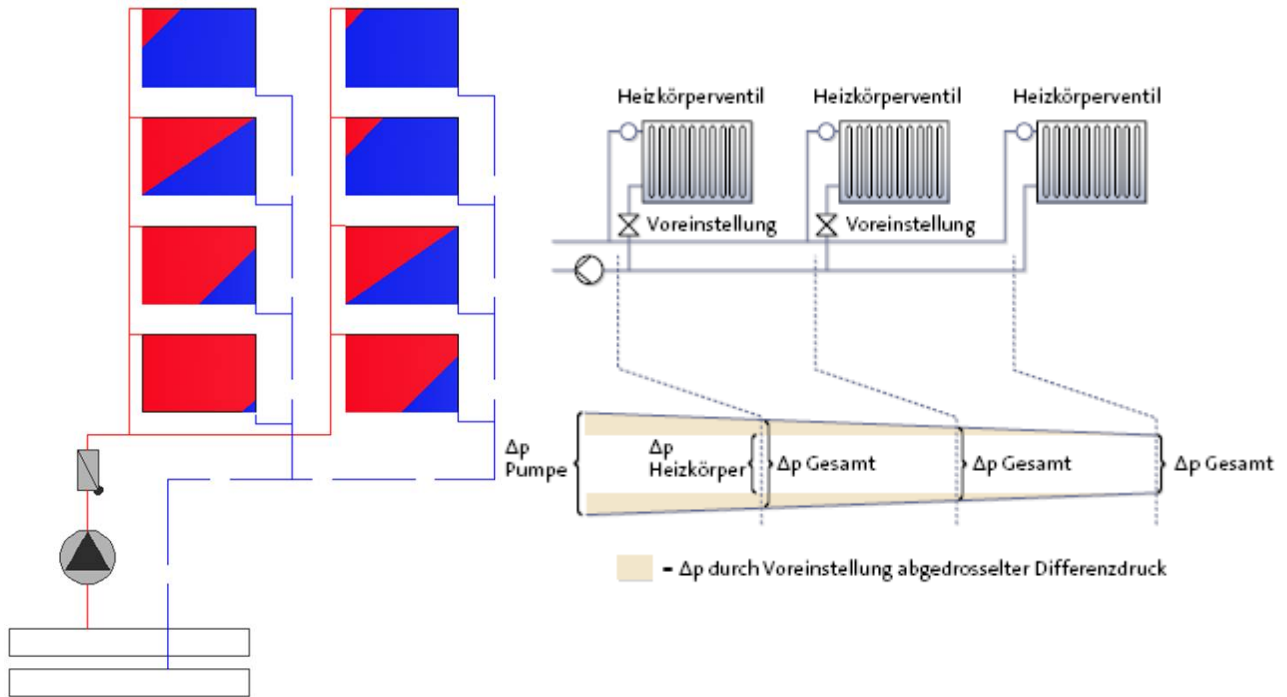 Heizkörperventil
Heizkörperventil
Heizkörperventil
Voreinstellung
Voreinstellung
Δp
Pumpe
Δp
Heizkörper
Δp Gesamt
Δp Gesamt
Δp Gesamt
= Δp durch Voreinstellung abgedrosselter Differenzdruck